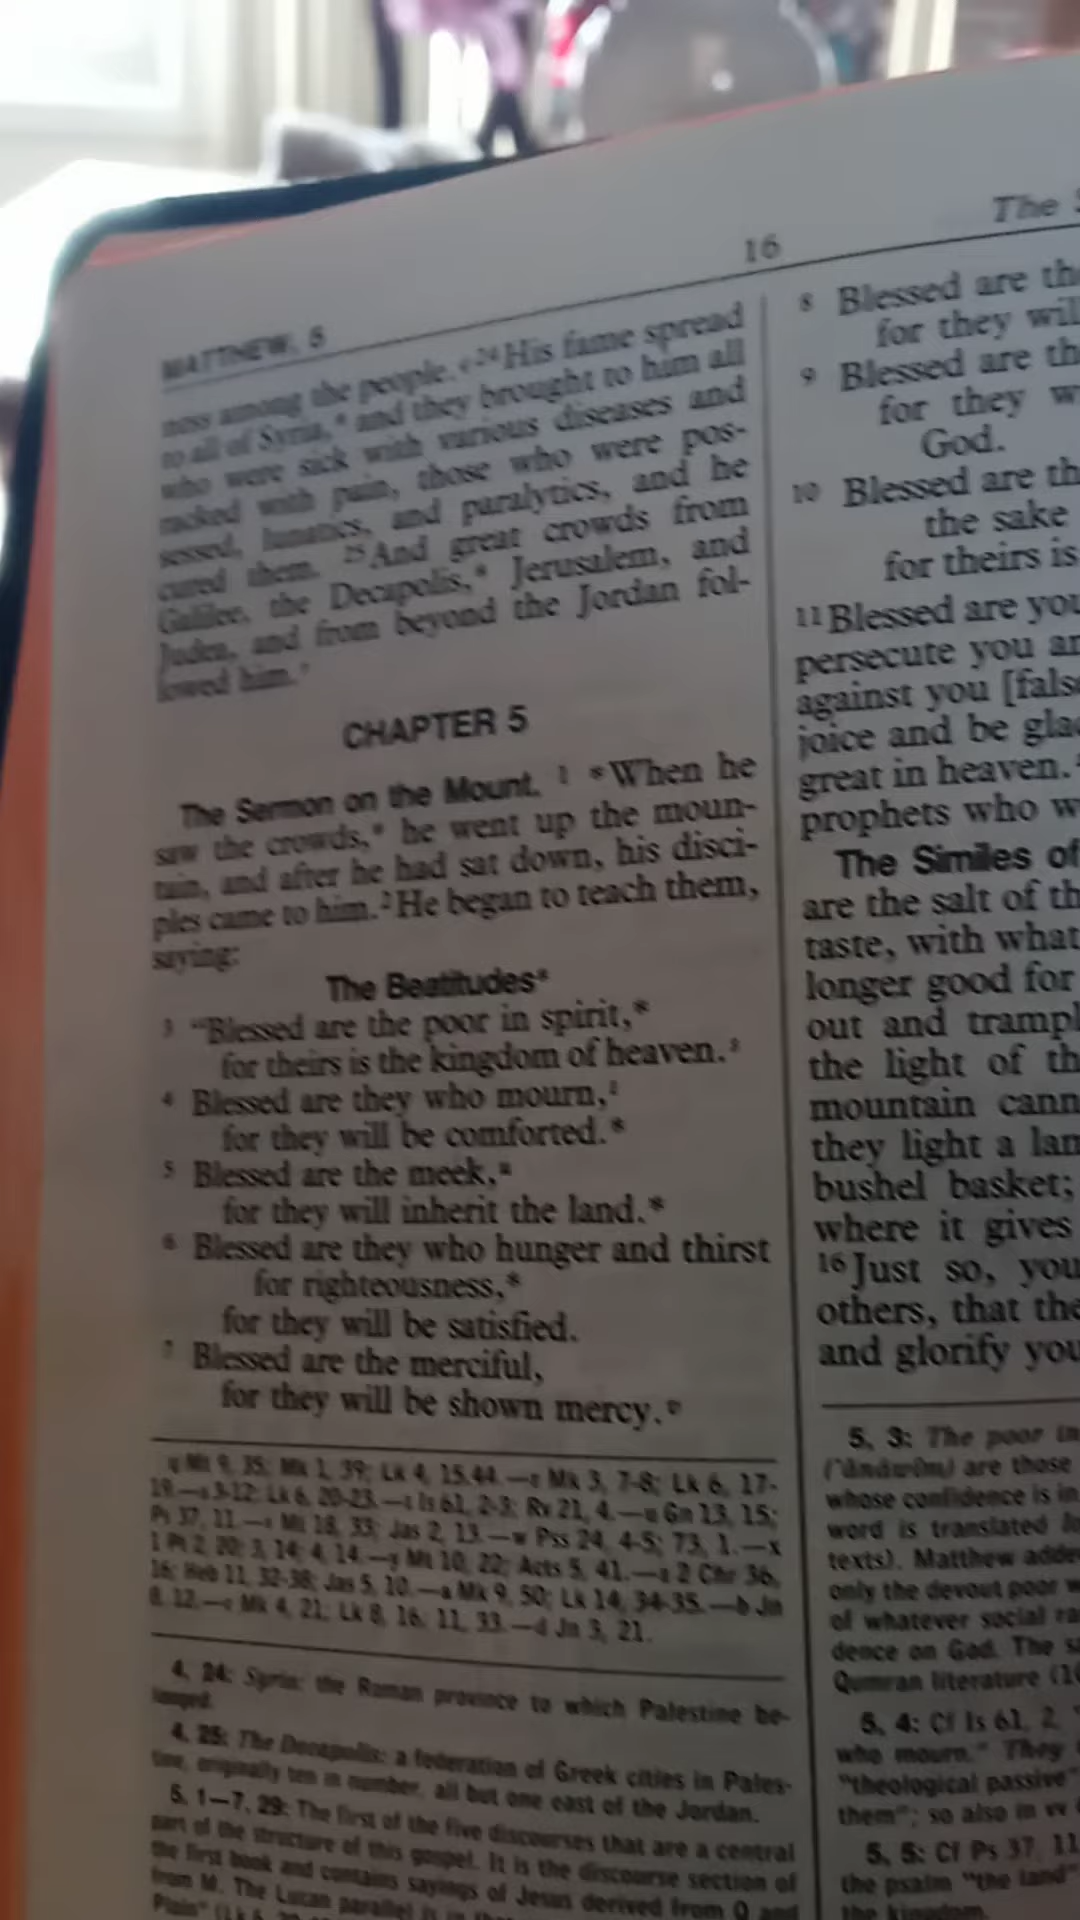 MATTHEW, 5
16
The
ness among the people. q 24 His fame spread
to all of Syria,* and they brought to him all
who were sick with various diseases and
racked with pain, those who were pos-
sessed, lunatics, and paralytics, and he
cured them. 25 And great crowds from
Galilee, the Decapolis,* Jerusalem, and
Judea, and from beyond the Jordan fol-
lowed him.r
CHAPTER 5
The Sermon on the Mount. 1 *When he
saw the crowds,* he went up the moun-
tain, and after he had sat down, his disci-
ples came to him. 2 He began to teach them,
saying:
The Beatitudes*
3 “Blessed are the poor in spirit,*
for theirs is the kingdom of heaven.s
4 Blessed are they who mourn,t
for they will be comforted.*
5 Blessed are the meek,u
for they will inherit the land.*
6 Blessed are they who hunger and thirst
for righteousness,*
for they will be satisfied.
7 Blessed are the merciful,
for they will be shown mercy.v
q Mt 9, 35; Mk 1, 39; Lk 4, 15.44.—r Mk 3, 7-8; Lk 6, 17-
19.—s 3-12: Lk 6, 20-23.—t Is 61, 2-3; Rv 21, 4.—u Gn 13, 15;
Ps 37, 11.—v Mt 18, 33; Jas 2, 13.—w Pss 24, 4-5; 73, 1.—x
1 Pt 2, 20; 3, 14; 4, 14.—y Mt 10, 22; Acts 5, 41.—z 2 Chr 36,
16; Heb 11, 32-38; Jas 5, 10.—a Mk 9, 50; Lk 14, 34-35.—b Jn
8, 12.—c Mk 4, 21; Lk 8, 16; 11, 33.—d Jn 3, 21.
4, 24: Syria: the Roman province to which Palestine be-
longed.
4, 25: The Decapolis: a federation of Greek cities in Pales-
tine, originally ten in number, all but one east of the Jordan.
5, 1—7, 29: The first of the five discourses that are a central
part of the structure of this gospel. It is the discourse section of
the first book and contains sayings of Jesus derived from Q and
from M. The Lucan parallel is in
Plain”
8 Blessed are
for they will
9 Blessed are
for they
God.
10 Blessed are
the sake
for theirs is
11 Blessed are you
persecute you
against you
joice and be
great in heaven.
prophets who
The Similes of
are the salt of
taste, with what
longer good for
out and
the light of
mountain
they light a
bushel basket;
where it gives
16 Just so,
others, that
and glorify
5, 3: The poor
are those
whose confidence is in
word is translated
texts). Matthew
only the devout poor
of whatever social
dence on God. The
Qumran literature
5, 4: Cf Is 61, 2,
who mourn.” They
“theological passive”
them”; so also in vv
5, 5: Cf Ps 37, 11
the psalm “the land”
the kingdom.